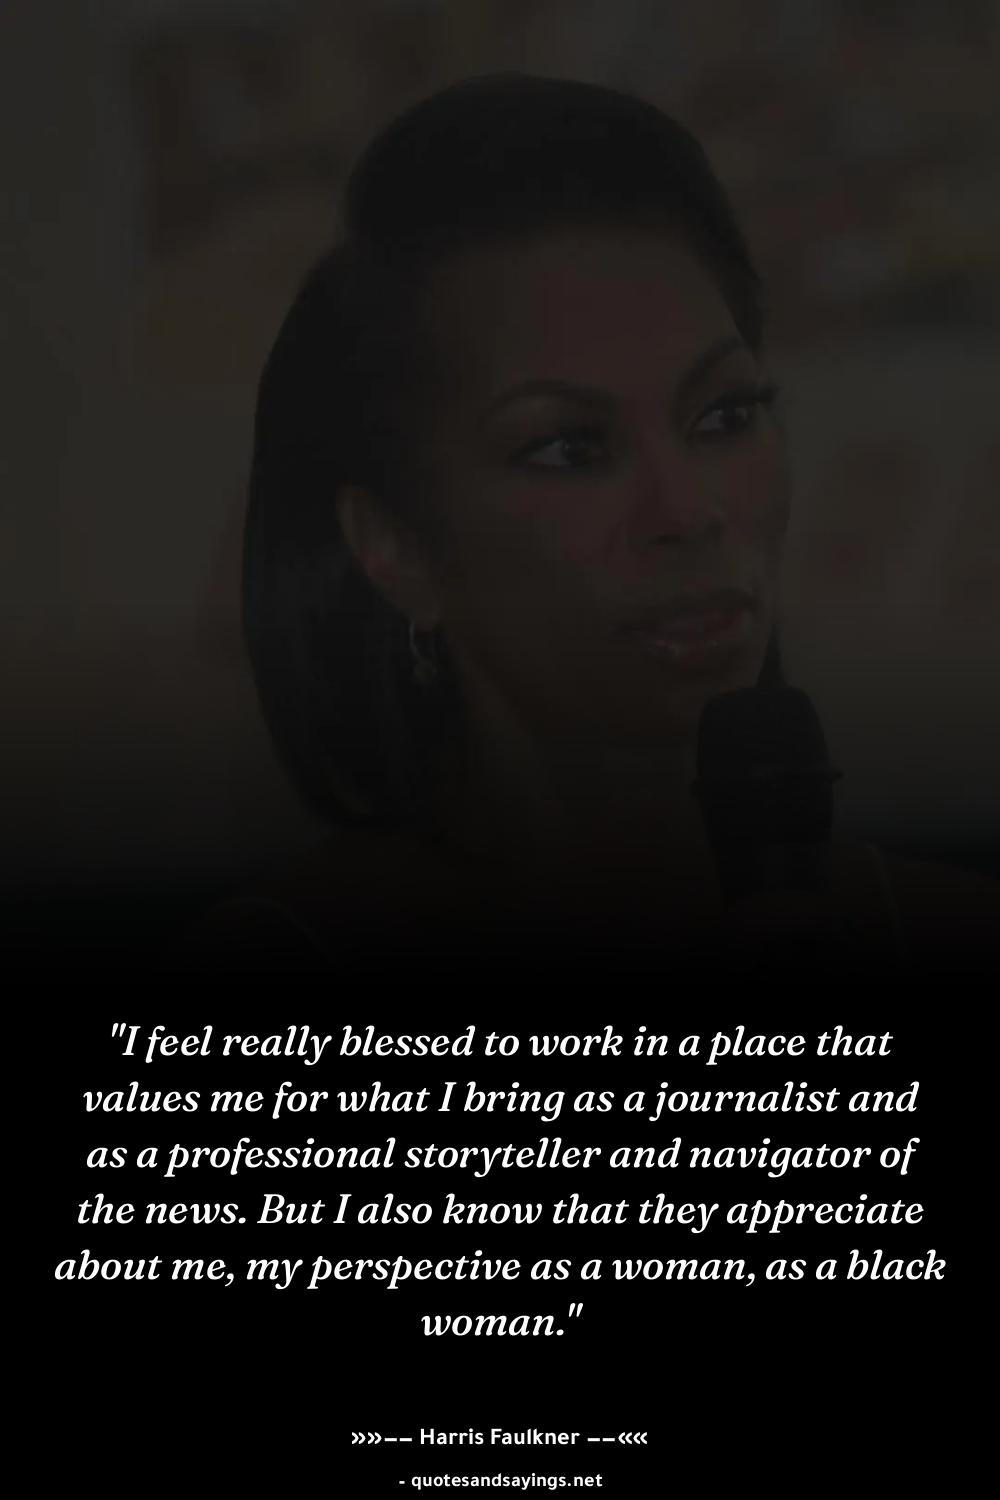 "I feel really blessed to work in a place that
values me for what I bring as a journalist and
as a professional storyteller and navigator of
the news. But I also know that they appreciate
about me, my perspective as a woman, as a black
woman."
»»−− Harris Faulkner −−««
- quotesandsayings.net